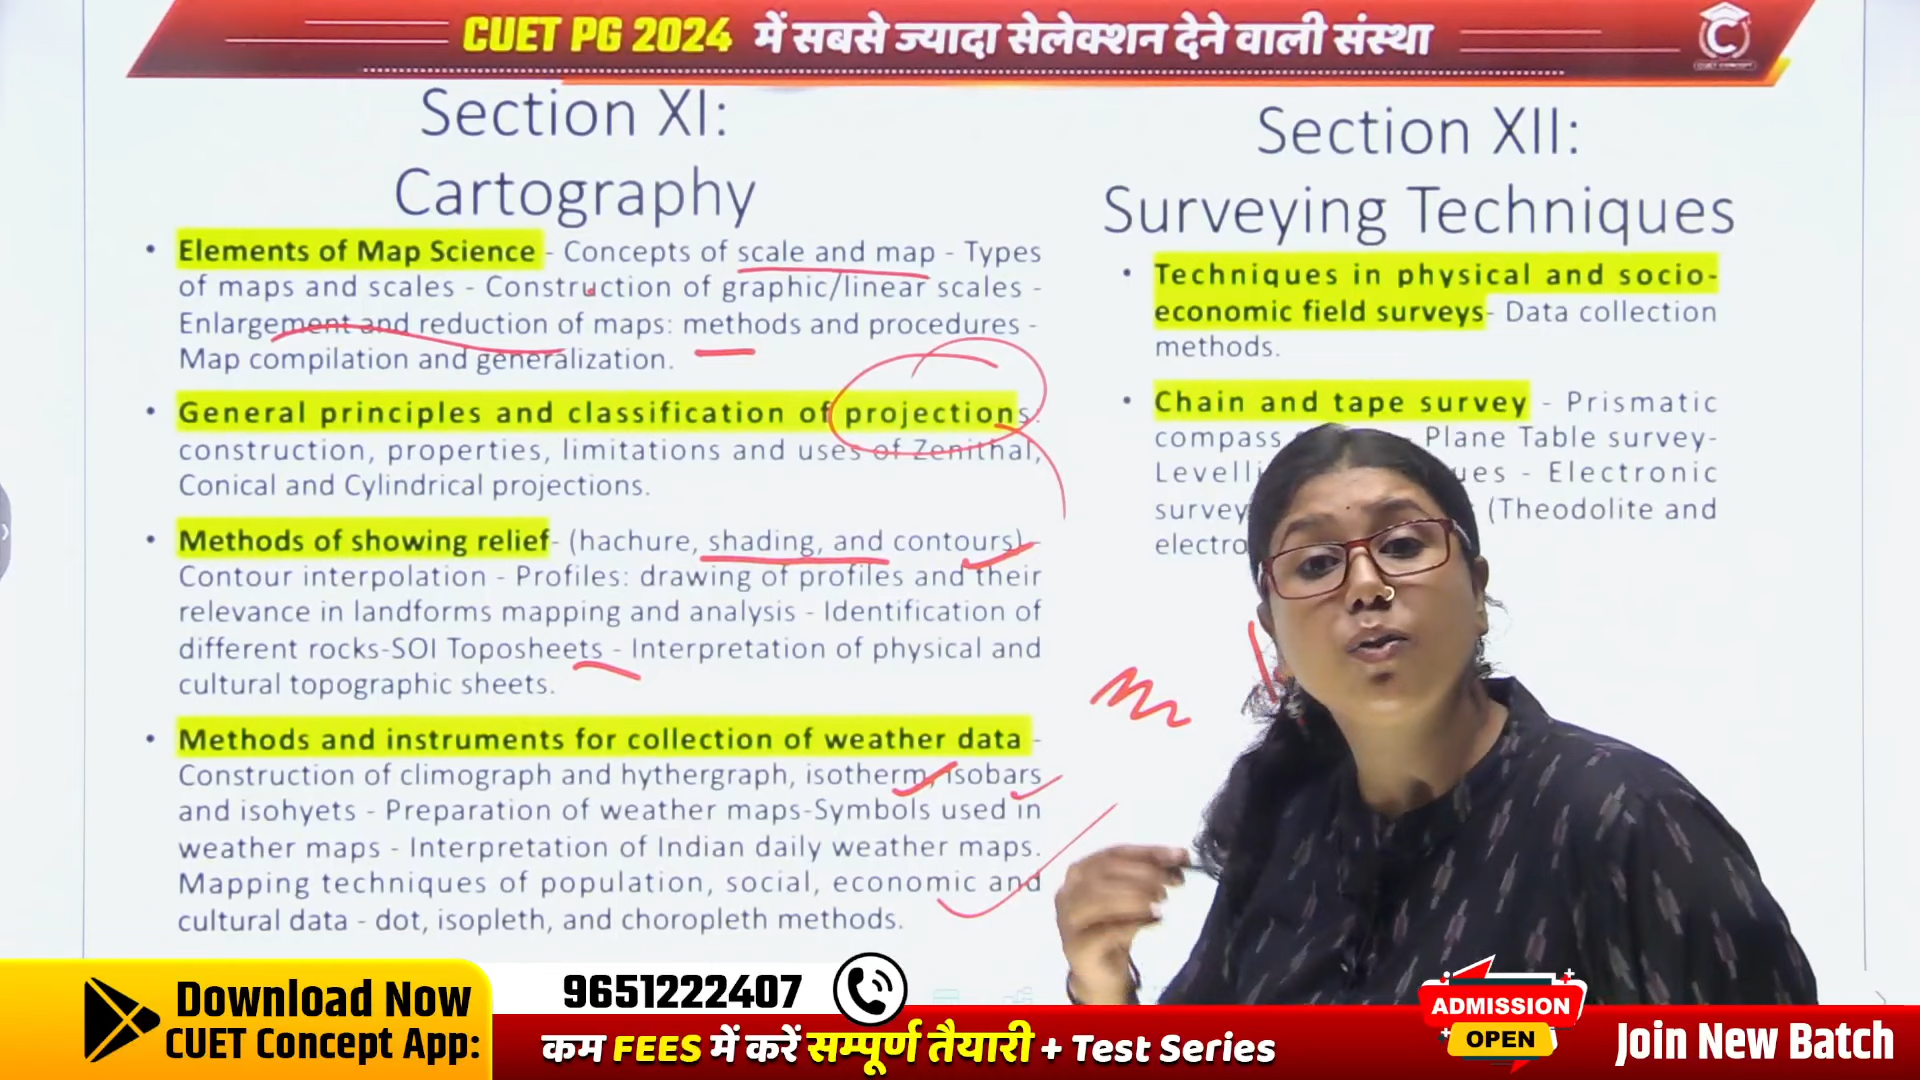 CUET PG 2024 में सबसे ज्यादा सेलेक्शन देने वाली संस्था
Section XI:
Cartography
• Elements of Map Science - Concepts of scale and map - Types
of maps and scales - Construction of graphic/linear scales -
Enlargement and reduction of maps: methods and procedures -
Map compilation and generalization.
• General principles and classification of projections:
construction, properties, limitations and uses of Zenithal,
Conical and Cylindrical projections.
• Methods of showing relief- (hachure, shading, and contours) -
Contour interpolation - Profiles: drawing of profiles and their
relevance in landforms mapping and analysis - Identification of
different rocks-SOI Toposheets - Interpretation of physical and
cultural topographic sheets.
• Methods and instruments for collection of weather data -
Construction of climograph and hythergraph, isotherm, isobars
and isohyets - Preparation of weather maps-Symbols used in
weather maps - Interpretation of Indian daily weather maps.
Mapping techniques of population, social, economic and
cultural data - dot, isopleth, and choropleth methods.
Section XII:
Surveying Techniques
• Techniques in physical and socio-
economic field surveys- Data collection
methods.
• Chain and tape survey - Prismatic
compass - Plane Table survey-
Levelli ues - Electronic
survey (Theodolite and
electro
Download Now
CUET Concept App:
9651222407
कम FEES में करें सम्पूर्ण तैयारी + Test Series
ADMISSION
OPEN
Join New Batch